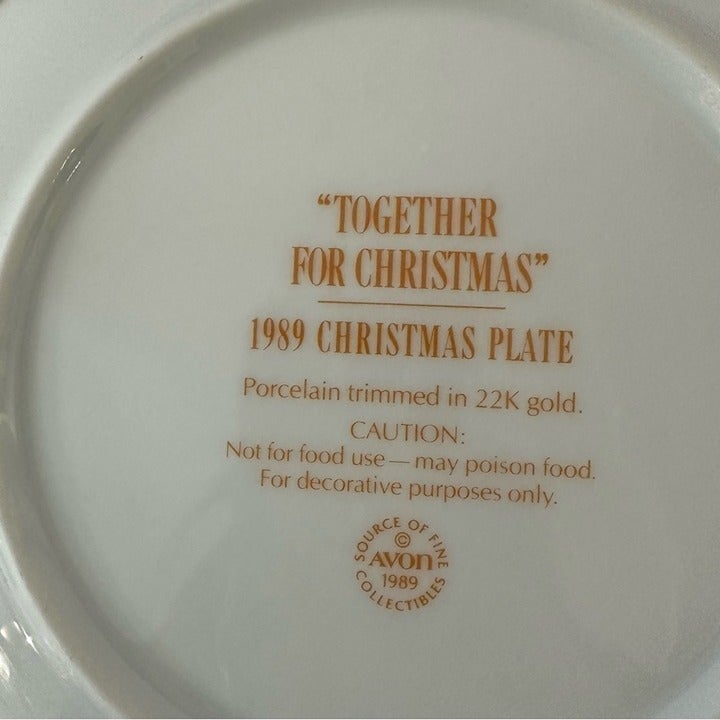 “TOGETHER
FOR CHRISTMAS”
1989 CHRISTMAS PLATE
Porcelain trimmed in 22K gold.
CAUTION:
Not for food use — may poison food.
For decorative purposes only.
SOURCE OF FINE
©
AVON
1989
COLLECTIBLES